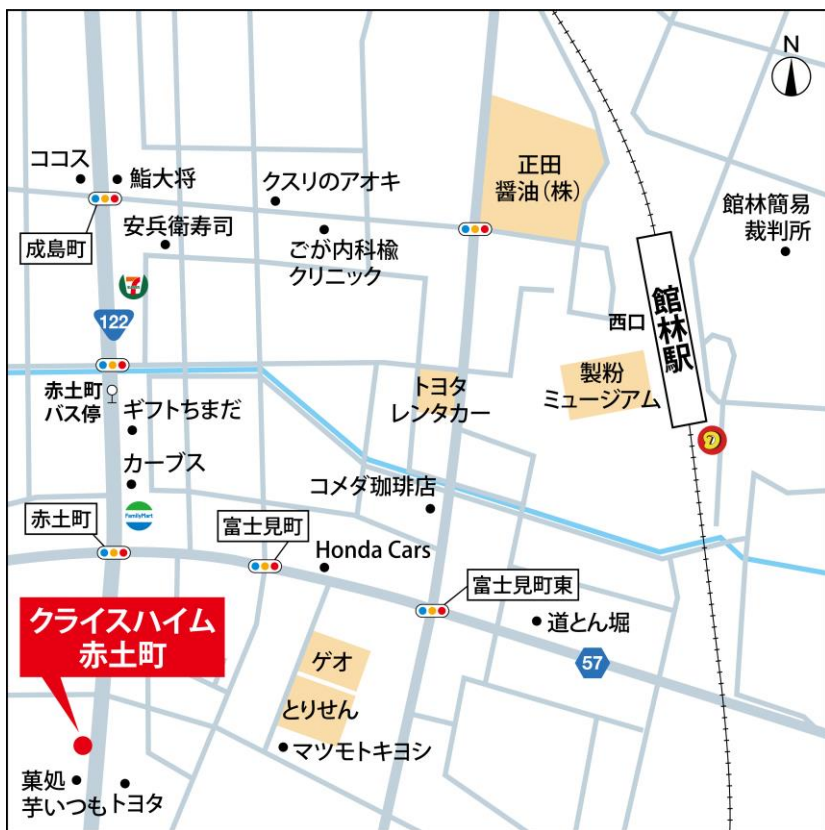 N
ココス
鮨大将
クスリのアオキ
正田
醤油(株)
館林簡易
裁判所
成島町
安兵衛寿司
ごが内科楡
クリニック
7
122
西口
館林駅
赤土町
バス停
ギフトちまだ
トヨタ
レンタカー
製粉
ミュージアム
カーブス
コメダ珈琲店
FamilyMart
赤土町
富士見町
Honda Cars
富士見町東
クライスハイム
赤土町
道とん堀
57
ゲオ
とりせん
マツモトキヨシ
菓処
芋いつも
トヨタ